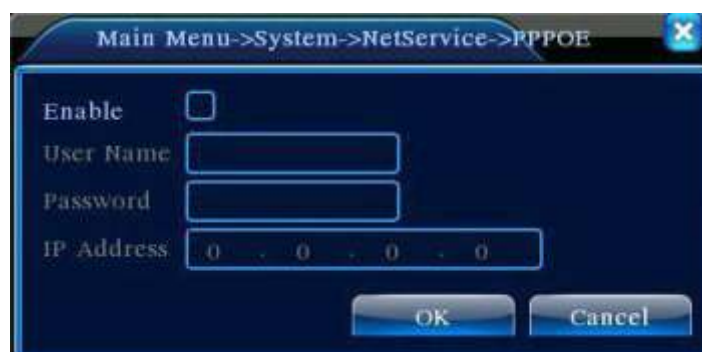 Main Menu->System->NetService->PPPOE
Enable
User Name
Password
IP Address 0 . 0 . 0 . 0
OK Cancel